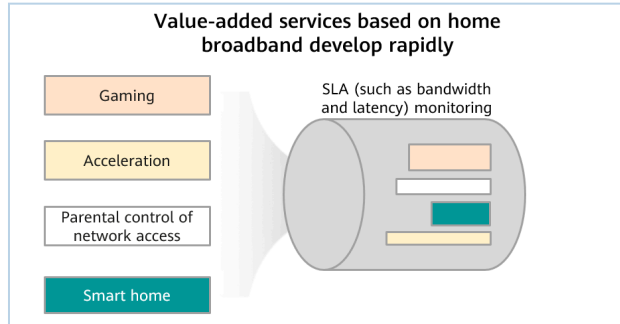 Value-added services based on home
broadband develop rapidly
Gaming
SLA (such as bandwidth
and latency) monitoring
Acceleration
Parental control of
network access
Smart home